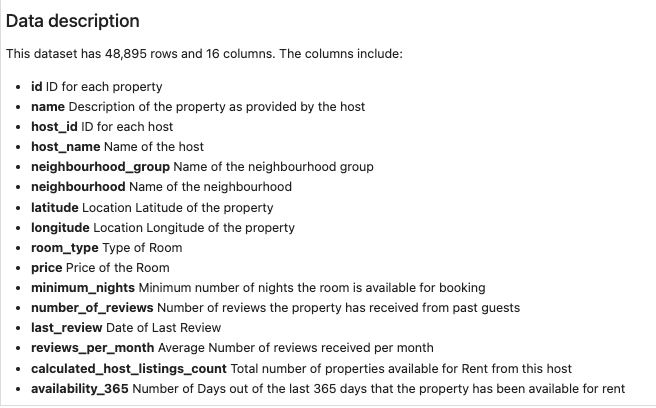 Data description
This dataset has 48,895 rows and 16 columns. The columns include:
• id ID for each property
• name Description of the property as provided by the host
• host_id ID for each host
• host_name Name of the host
• neighbourhood_group Name of the neighbourhood group
• neighbourhood Name of the neighbourhood
• latitude Location Latitude of the property
• longitude Location Longitude of the property
• room_type Type of Room
• price Price of the Room
• minimum_nights Minimum number of nights the room is available for booking
• number_of_reviews Number of reviews the property has received from past guests
• last_review Date of Last Review
• reviews_per_month Average Number of reviews received per month
• calculated_host_listings_count Total number of properties available for Rent from this host
• availability_365 Number of Days out of the last 365 days that the property has been available for rent